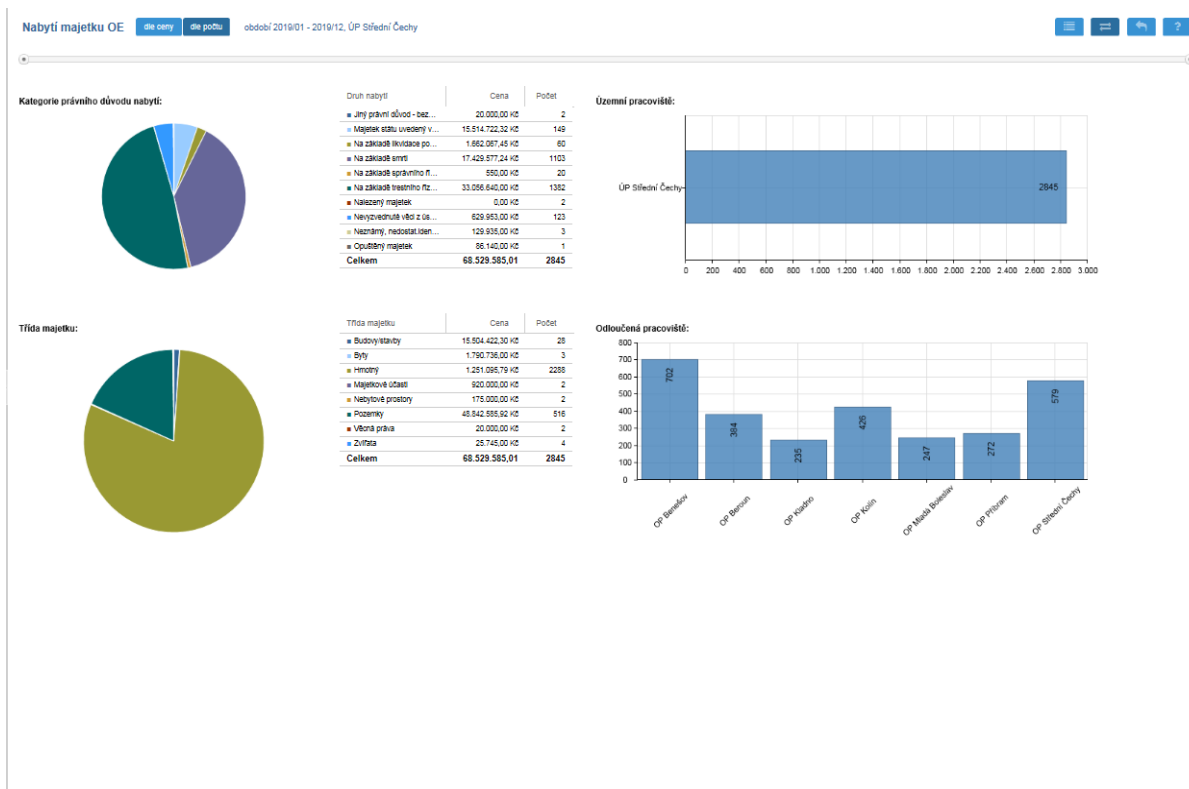 Nabytí majetku OE dle ceny dle počtu období 2019/01 - 2019/12, ÚP Střední Čechy ?
Kategorie právního důvodu nabytí:
Druh nabytí Cena Počet
Jiný právní důvod - bez... 20.000,00 Kč 2
Majetek státu uvedený v... 15.514.722,32 Kč 149
Na základě likvidace po... 1.662.067,45 Kč 60
Na základě smrti 17.429.577,24 Kč 1103
Na základě správního ří... 550,00 Kč 20
Na základě trestního říz... 33.056.640,00 Kč 1382
Nalezený majetek 0,00 Kč 2
Nevyzvednuté věci z ús... 629.953,00 Kč 123
Neznámý, nedostat.iden... 129.935,00 Kč 3
Opuštěný majetek 86.140,00 Kč 1
Celkem 68.529.585,01 2845
Územní pracoviště:
ÚP Střední Čechy
2845
0 200 400 600 800 1.000 1.200 1.400 1.600 1.800 2.000 2.200 2.400 2.600 2.800 3.000
Třída majetku:
Třída majetku Cena Počet
Budovy/stavby 15.504.422,30 Kč 28
Byty 1.790.736,00 Kč 3
Hmotný 1.251.095,79 Kč 2288
Majetkové účasti 920.000,00 Kč 2
Nebytové prostory 175.000,00 Kč 2
Pozemky 48.842.585,92 Kč 516
Věcná práva 20.000,00 Kč 2
Zvířata 25.745,00 Kč 4
Celkem 68.529.585,01 2845
Odloučená pracoviště:
800
700
600
500
400
300
200
100
0
702 384 235 426 247 272 579
OP Benešov OP Beroun OP Kladno OP Kolín OP Mladá Boleslav OP Příbram OP Střední Čechy